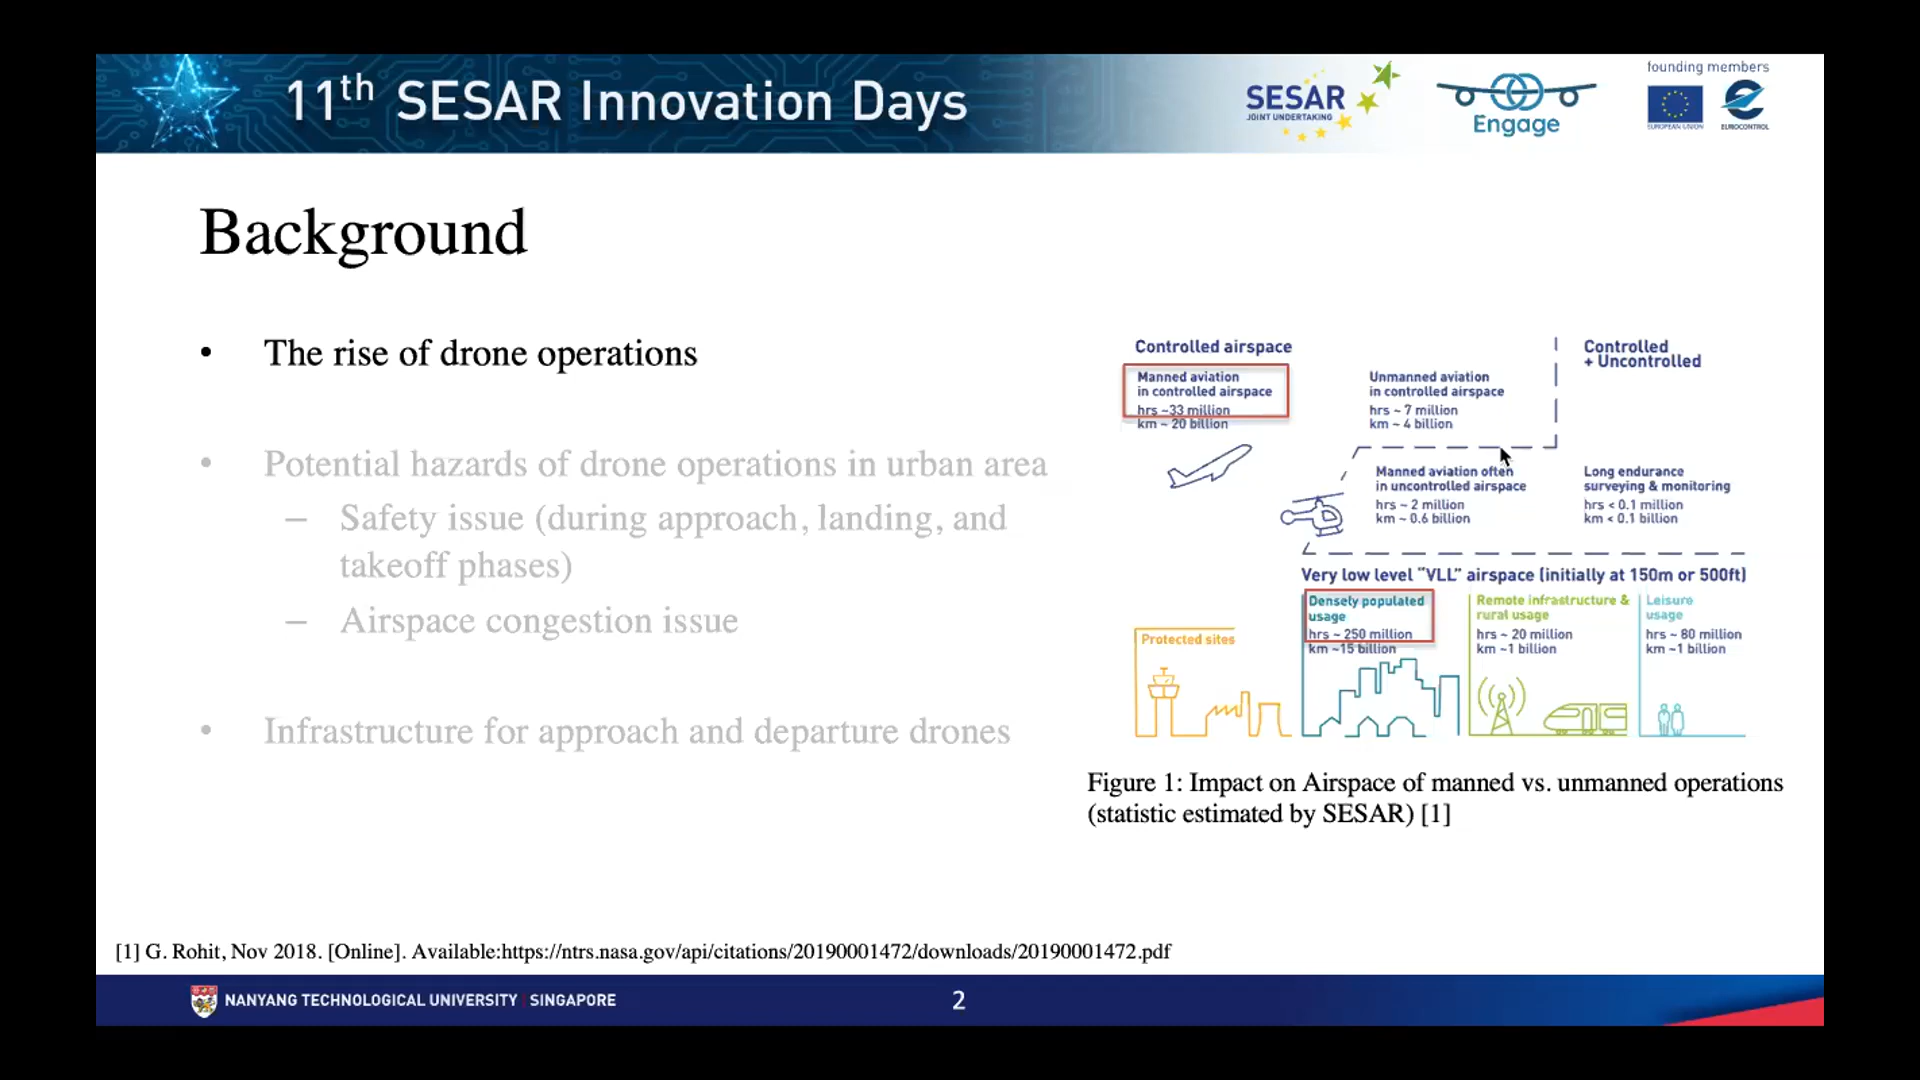 11th SESAR Innovation Days
SESAR
JOINT UNDERTAKING
Engage
founding members
EUROPEAN UNION
EUROCONTROL
Background
• The rise of drone operations
• Potential hazards of drone operations in urban area
– Safety issue (during approach, landing, and
takeoff phases)
– Airspace congestion issue
• Infrastructure for approach and departure drones
Controlled airspace
Manned aviation
in controlled airspace
hrs ~33 million
km ~ 20 billion
Unmanned aviation
in controlled airspace
hrs ~ 7 million
km ~ 4 billion
Controlled
+ Uncontrolled
Manned aviation often
in uncontrolled airspace
hrs ~ 2 million
km ~ 0.6 billion
Long endurance
surveying & monitoring
hrs < 0.1 million
km < 0.1 billion
Very low level "VLL" airspace (initially at 150m or 500ft)
Protected sites
Densely populated
usage
hrs ~ 250 million
km ~15 billion
Remote infrastructure &
rural usage
hrs ~ 20 million
km ~1 billion
Leisure
usage
hrs ~ 80 million
km ~1 billion
Figure 1: Impact on Airspace of manned vs. unmanned operations
(statistic estimated by SESAR) [1]
[1] G. Rohit, Nov 2018. [Online]. Available:https://ntrs.nasa.gov/api/citations/20190001472/downloads/20190001472.pdf
NANYANG TECHNOLOGICAL UNIVERSITY | SINGAPORE
2